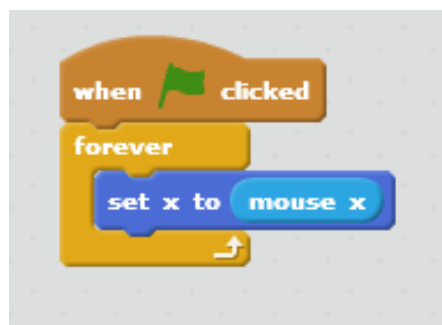 when clicked
forever
set x to mouse x